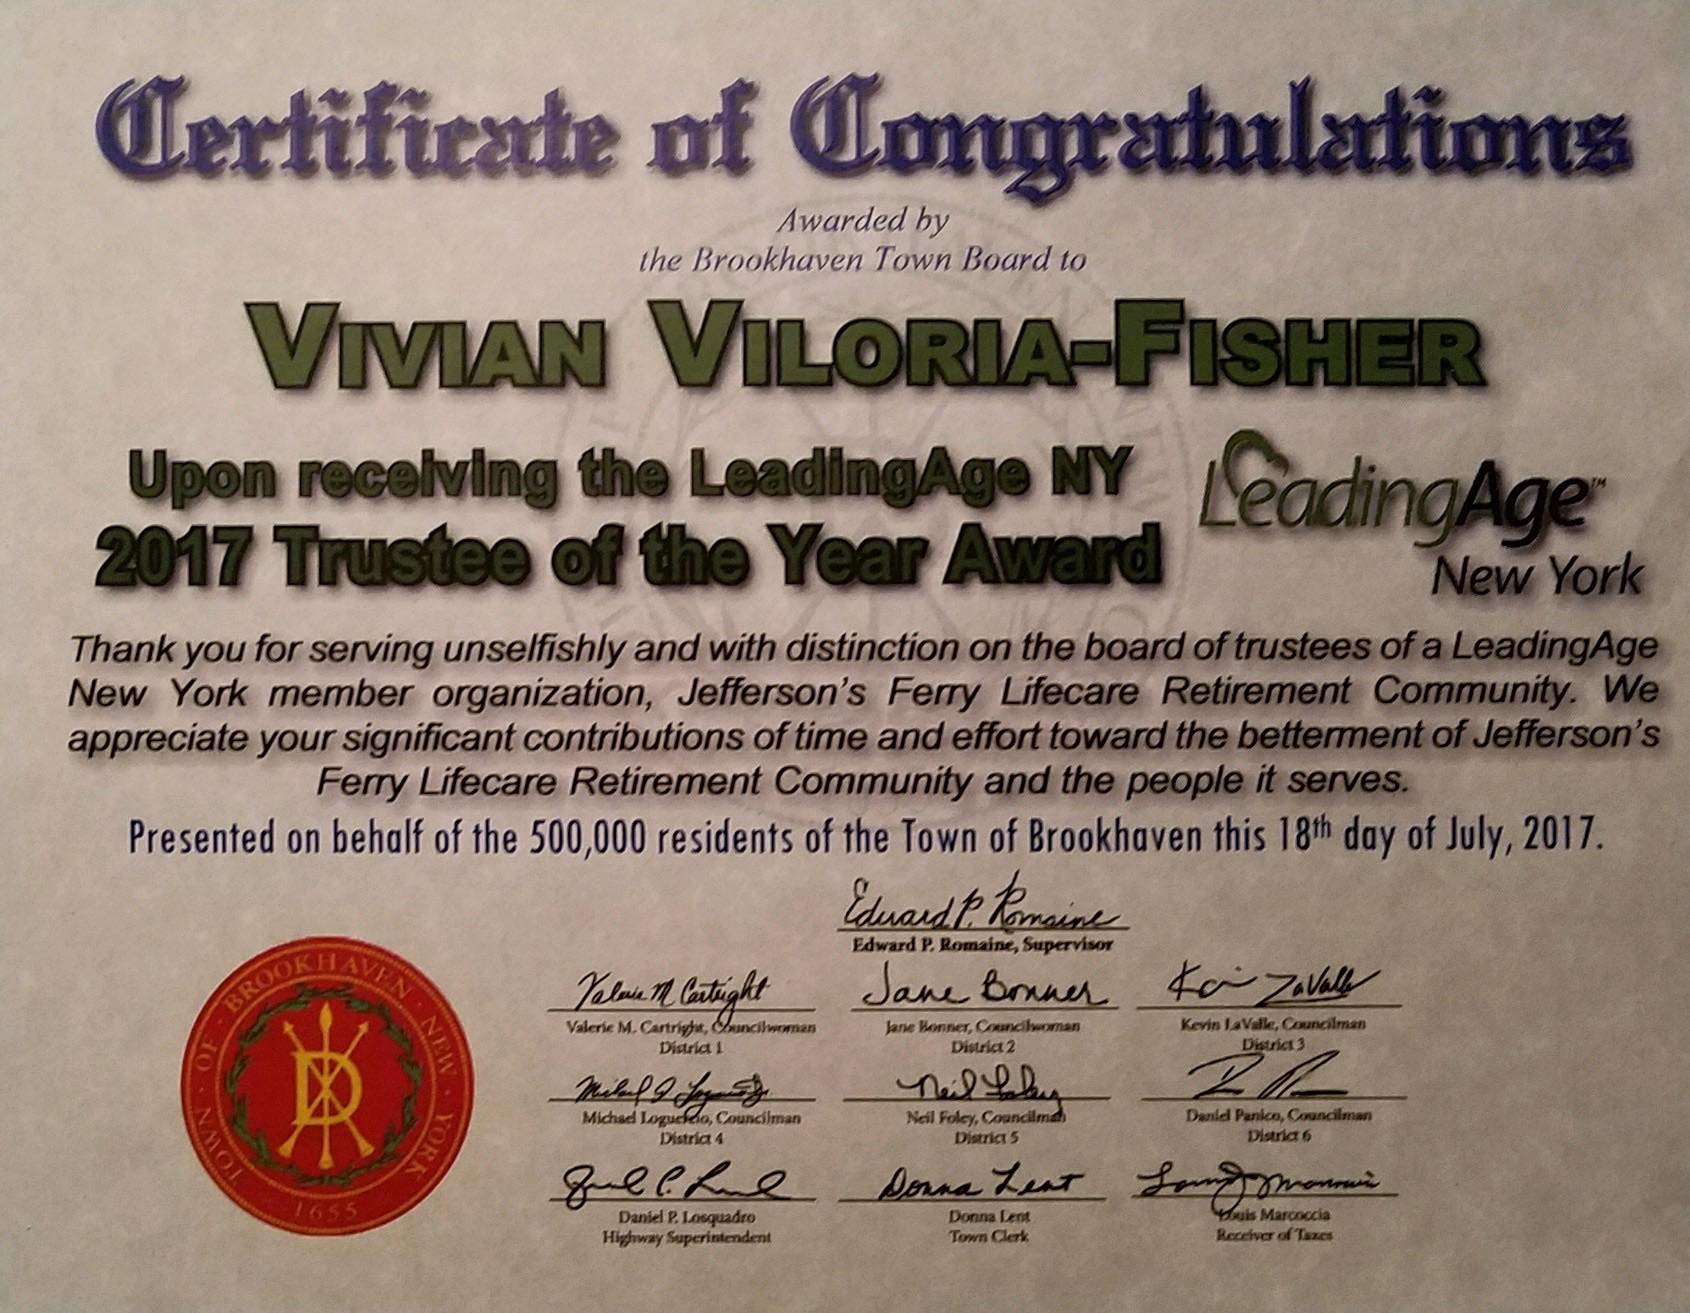 Certificate of Congratulations
Awarded by
the Brookhaven Town Board to
VIVIAN VILORIA-FISHER
Upon receiving the LeadingAge NY
2017 Trustee of the Year Award
LeadingAge™
New York
Thank you for serving unselfishly and with distinction on the board of trustees of a LeadingAge
New York member organization, Jefferson's Ferry Lifecare Retirement Community. We
appreciate your significant contributions of time and effort toward the betterment of Jefferson's
Ferry Lifecare Retirement Community and the people it serves.
Presented on behalf of the 500,000 residents of the Town of Brookhaven this 18th day of July, 2017.
Edward P. Romaine
Edward P. Romaine, Supervisor
Valerie M. Cartright Jane Bonner Kevin LaValle
Valerie M. Cartright, Councilwoman Jane Bonner, Councilwoman Kevin LaValle, Councilman
District 1 District 2 District 3
Neil Foley
Michael Loguercio, Councilman Neil Foley, Councilman Daniel Panico, Councilman
District 4 District 5 District 6
Donna Lent
Daniel P. Losquadro Donna Lent Louis Marcoccia
Highway Superintendent Town Clerk Receiver of Taxes
TOWN · OF · BROOKHAVEN · NEW · YORK
D
1655